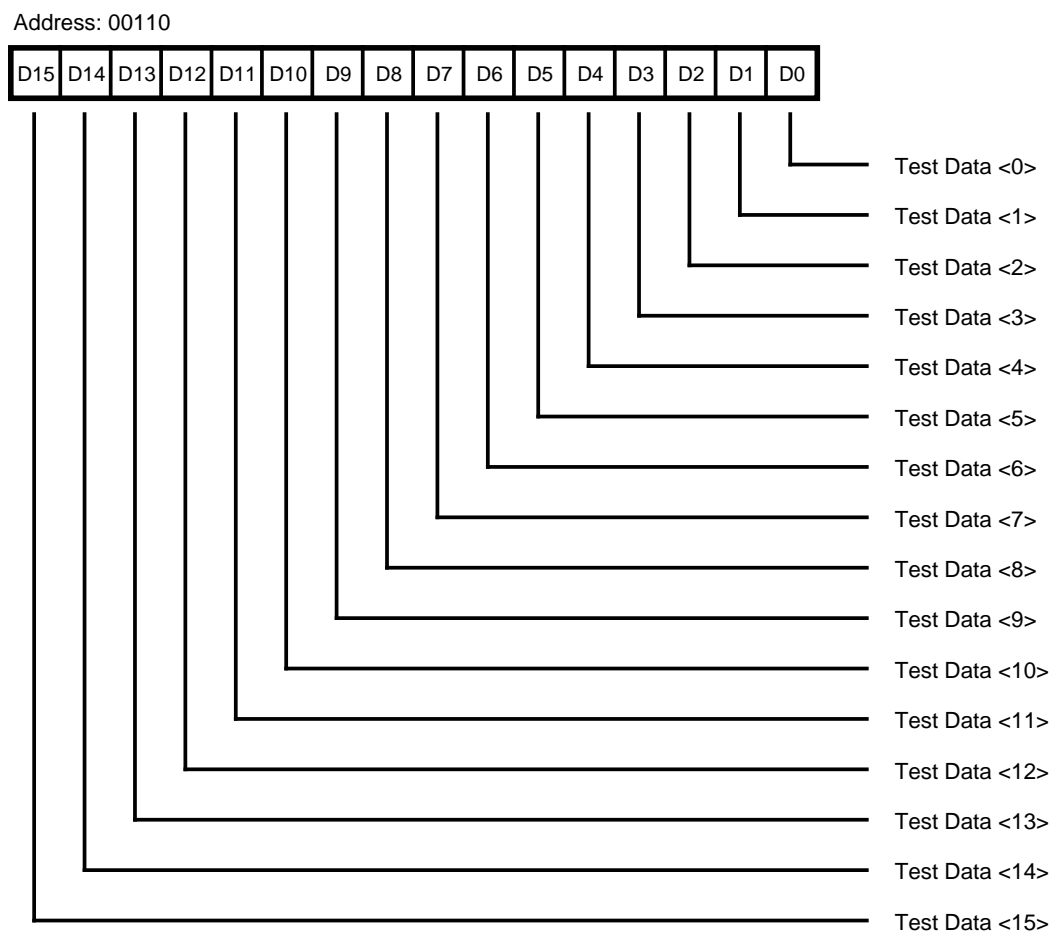 Address: 00110
D15 D14 D13 D12 D11 D10 D9 D8 D7 D6 D5 D4 D3 D2 D1 D0
Test Data <0>
Test Data <1>
Test Data <2>
Test Data <3>
Test Data <4>
Test Data <5>
Test Data <6>
Test Data <7>
Test Data <8>
Test Data <9>
Test Data <10>
Test Data <11>
Test Data <12>
Test Data <13>
Test Data <14>
Test Data <15>